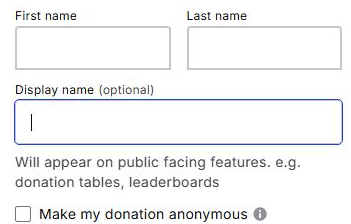 First name Last name
Display name (optional)
Will appear on public facing features. e.g.
donation tables, leaderboards
Make my donation anonymous